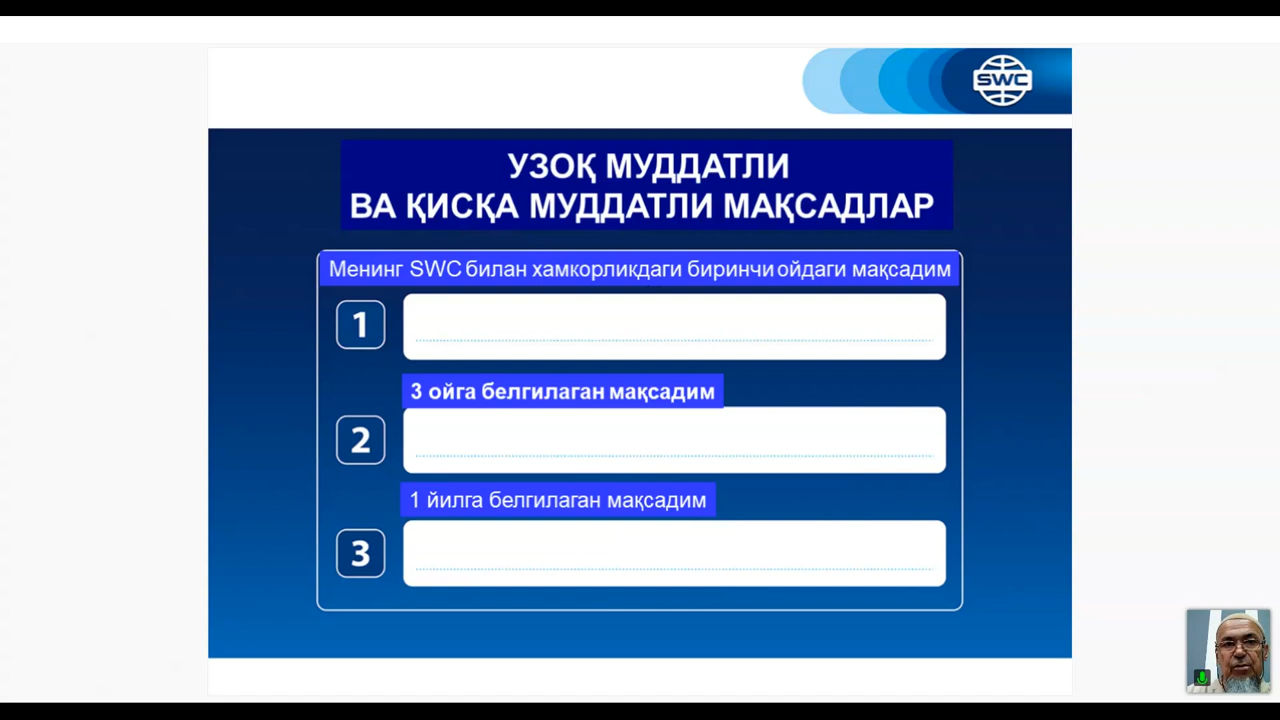 SWC
УЗОҚ МУДДАТЛИ
ВА ҚИСҚА МУДДАТЛИ МАҚСАДЛАР
Менинг SWC билан хамкорликдаги биринчи ойдаги мақсадим
1
3 ойга белгилаган мақсадим
2
1 йилга белгилаган мақсадим
3